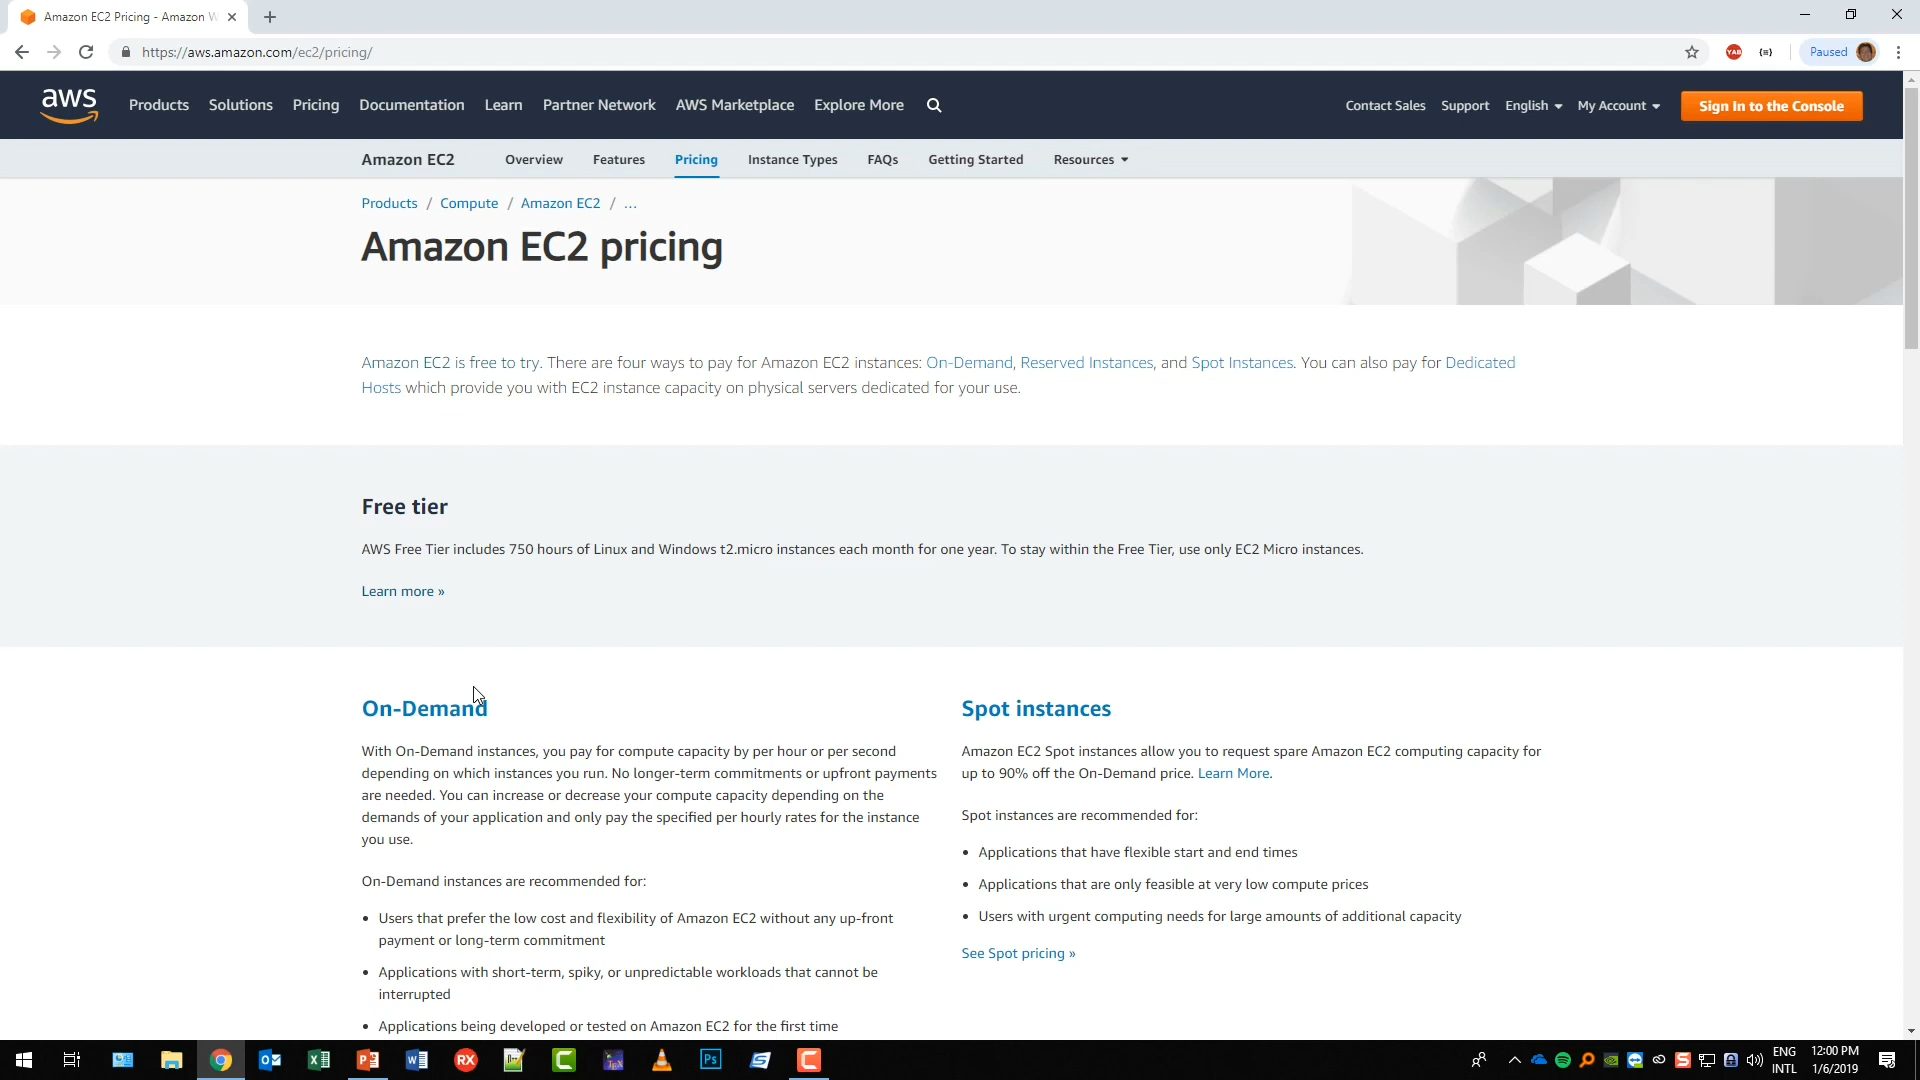 Amazon EC2 Pricing - Amazon W
https://aws.amazon.com/ec2/pricing/
YAB
Paused
aws
Products Solutions Pricing Documentation Learn Partner Network AWS Marketplace Explore More
Contact Sales Support English My Account Sign In to the Console
Amazon EC2 Overview Features Pricing Instance Types FAQs Getting Started Resources
Products / Compute / Amazon EC2 / ...
Amazon EC2 pricing
Amazon EC2 is free to try. There are four ways to pay for Amazon EC2 instances: On-Demand, Reserved Instances, and Spot Instances. You can also pay for Dedicated
Hosts which provide you with EC2 instance capacity on physical servers dedicated for your use.
Free tier
AWS Free Tier includes 750 hours of Linux and Windows t2.micro instances each month for one year. To stay within the Free Tier, use only EC2 Micro instances.
Learn more »
On-Demand
With On-Demand instances, you pay for compute capacity by per hour or per second
depending on which instances you run. No longer-term commitments or upfront payments
are needed. You can increase or decrease your compute capacity depending on the
demands of your application and only pay the specified per hourly rates for the instance
you use.
On-Demand instances are recommended for:
• Users that prefer the low cost and flexibility of Amazon EC2 without any up-front
payment or long-term commitment
• Applications with short-term, spiky, or unpredictable workloads that cannot be
interrupted
• Applications being developed or tested on Amazon EC2 for the first time
Spot instances
Amazon EC2 Spot instances allow you to request spare Amazon EC2 computing capacity for
up to 90% off the On-Demand price. Learn More.
Spot instances are recommended for:
• Applications that have flexible start and end times
• Applications that are only feasible at very low compute prices
• Users with urgent computing needs for large amounts of additional capacity
See Spot pricing »
RX
Ps
ENG
INTL
12:00 PM
1/6/2019